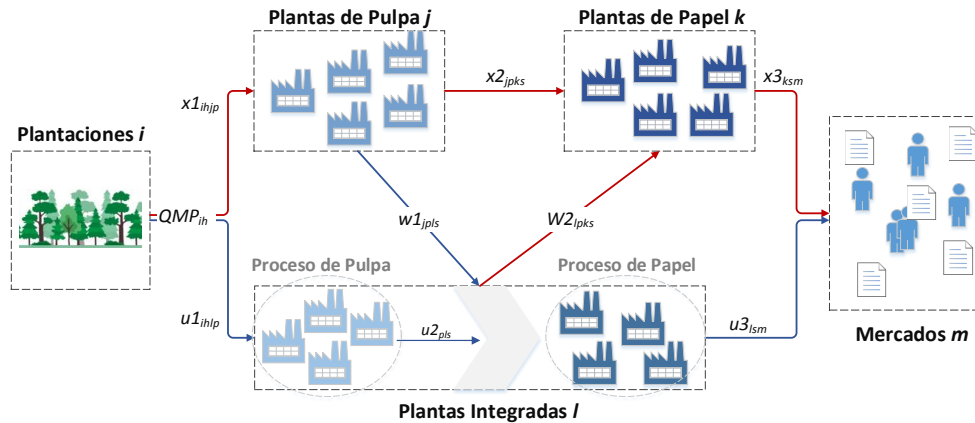 Plantas de Pulpa j
Plantas de Papel k
x2jpks
x3ksm
x1ihjp
Plantaciones i
QMPih
w1jpls
W2lpks
Proceso de Pulpa
Proceso de Papel
u1ihlp
u2pls
u3lsm
Mercados m
Plantas Integradas l